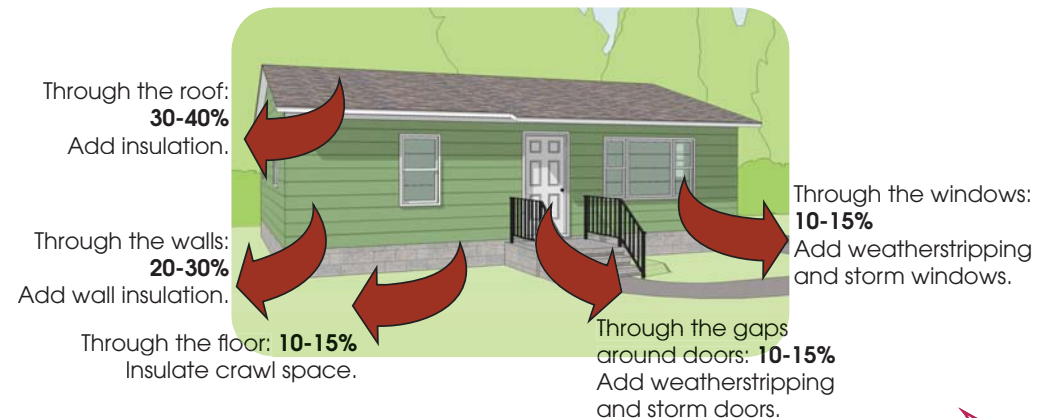 Through the roof:
30-40%
Add insulation.
Through the walls:
20-30%
Add wall insulation.
Through the floor: 10-15%
Insulate crawl space.
Through the gaps
around doors: 10-15%
Add weatherstripping
and storm doors.
Through the windows:
10-15%
Add weatherstripping
and storm windows.